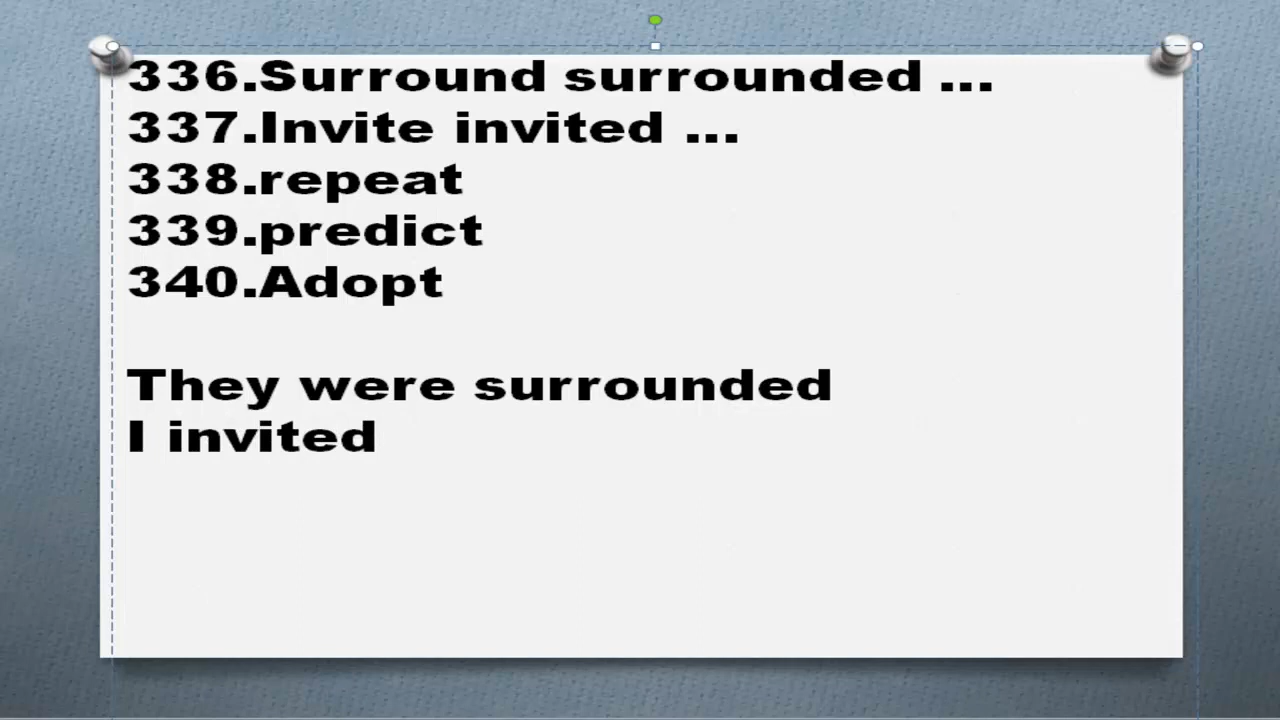 336.Surround surrounded ...
337.Invite invited ...
338.repeat
339.predict
340.Adopt
They were surrounded
I invited